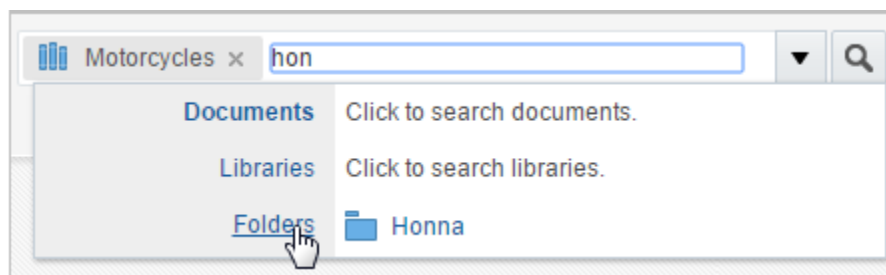 Motorcycles × hon
Documents Click to search documents.
Libraries Click to search libraries.
Folders Honna